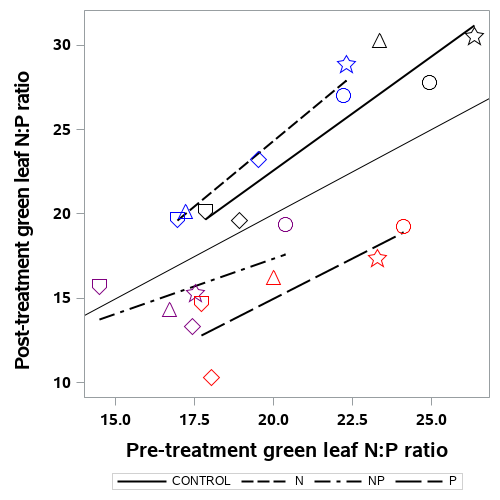 Post-treatment green leaf N:P ratio
30
25
20
15
10
15.0 17.5 20.0 22.5 25.0
Pre-treatment green leaf N:P ratio
CONTROL N NP P